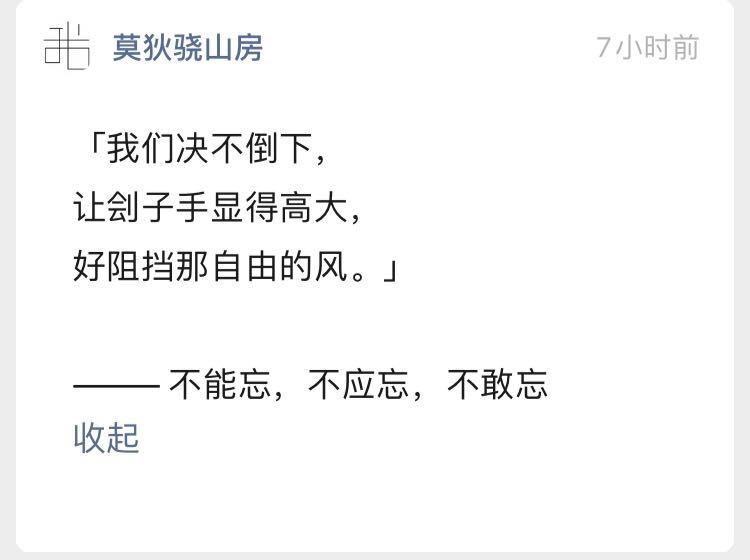 莫狄骁山房
7小时前
「我们决不倒下，
让刽子手显得高大，
好阻挡那自由的风。」
——不能忘，不应忘，不敢忘
收起